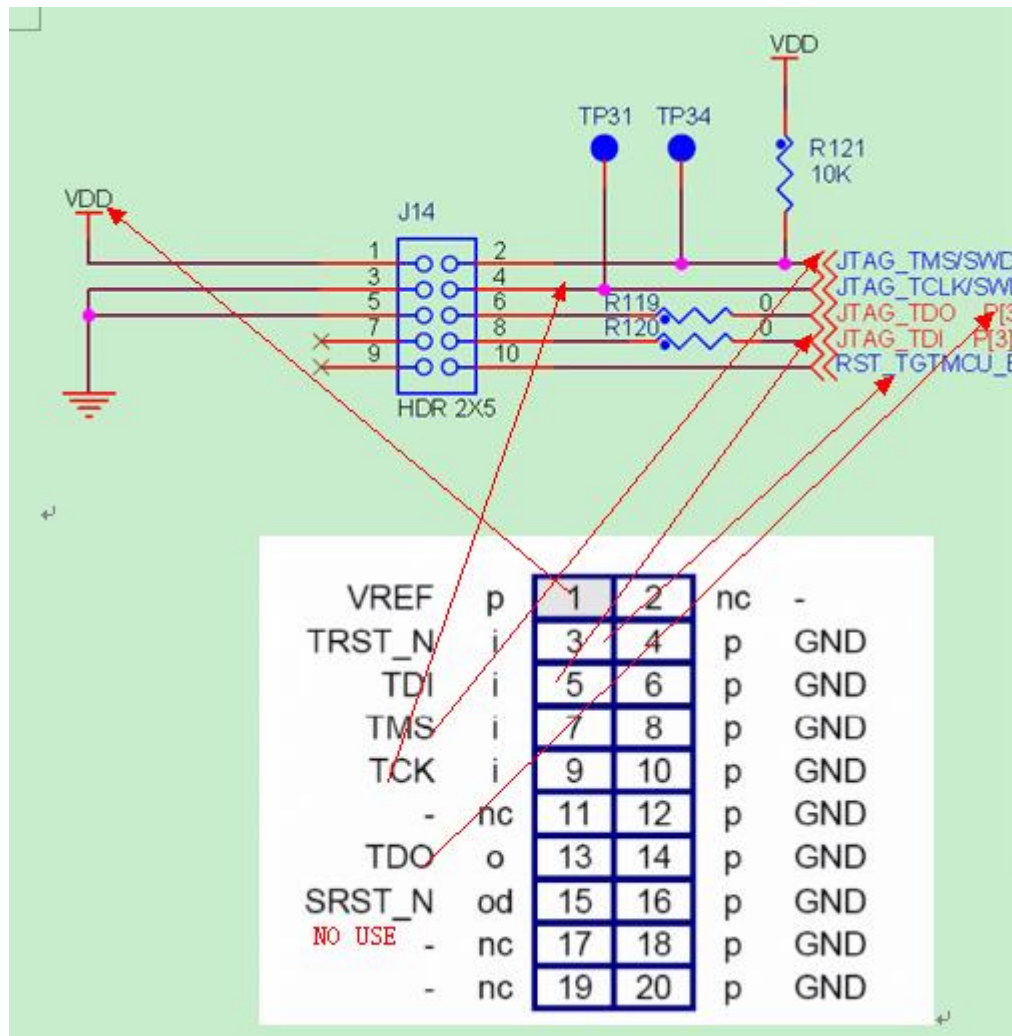 VDD
TP31 TP34
R121
10K
VDD
J14
1 2
3 4
5 6
7 8
9 10
HDR 2X5
R119 0
R120 0
JTAG_TMS/SWD
JTAG_TCLK/SW
JTAG_TDO P[3
JTAG_TDI P[3]
RST_TGTMCU_
VREF p 1 2 nc -
TRST_N i 3 4 p GND
TDI i 5 6 p GND
TMS i 7 8 p GND
TCK i 9 10 p GND
- nc 11 12 p GND
TDO o 13 14 p GND
SRST_N od 15 16 p GND
NO USE - nc 17 18 p GND
- nc 19 20 p GND